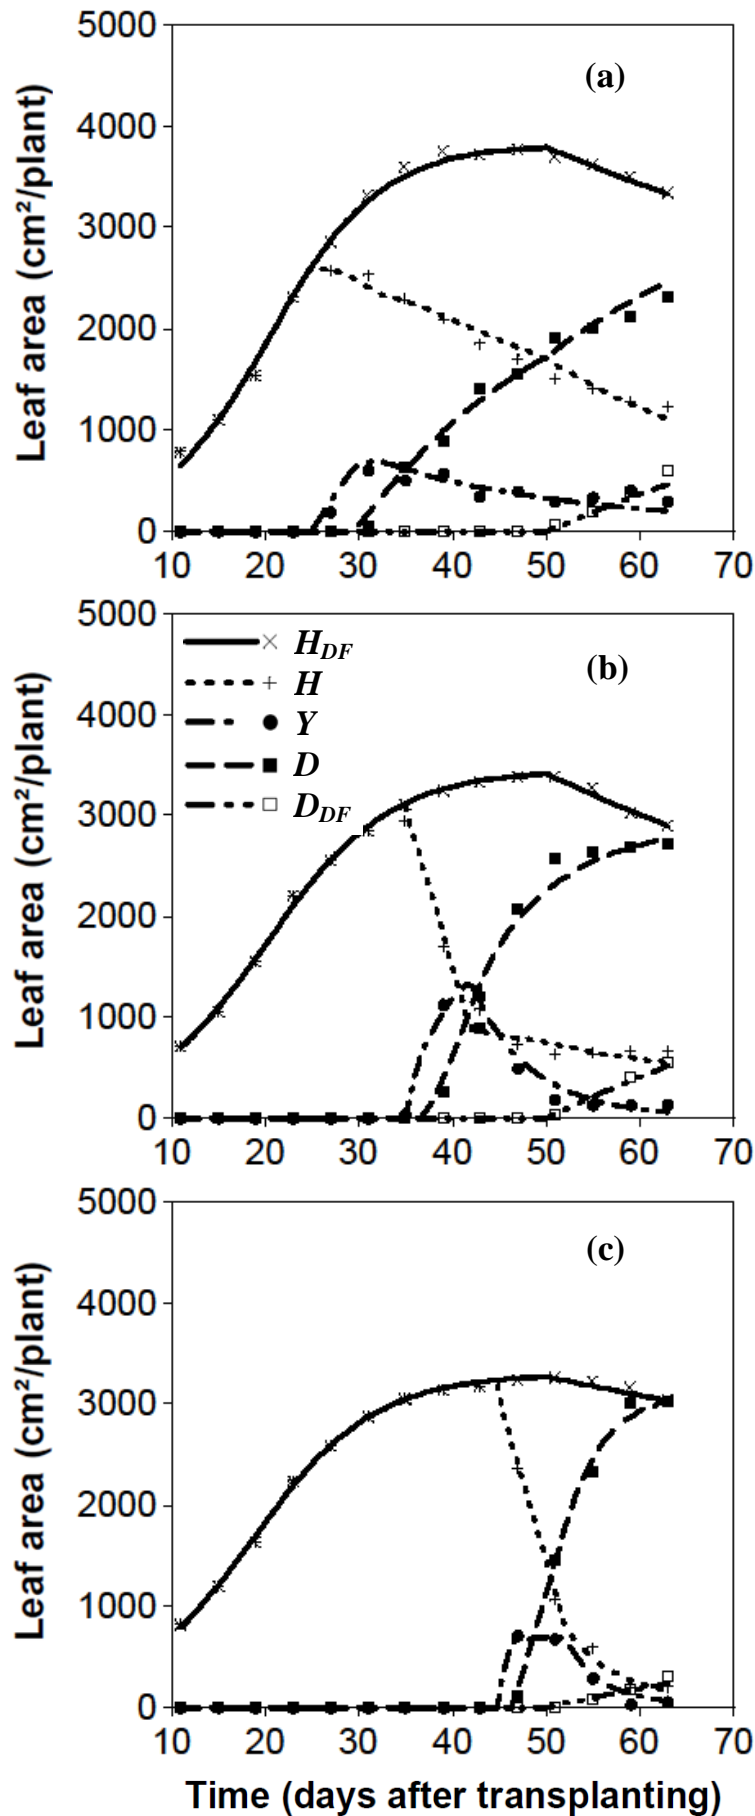 5000
(a)
4000
3000
2000
1000
0
Leaf area (cm²/plant)
10 20 30 40 50 60 70
5000
H_DF
H
(b)
Y
4000
D
D_DF
3000
2000
1000
0
Leaf area (cm²/plant)
10 20 30 40 50 60 70
5000
(c)
4000
3000
2000
1000
0
Leaf area (cm²/plant)
10 20 30 40 50 60 70
Time (days after transplanting)